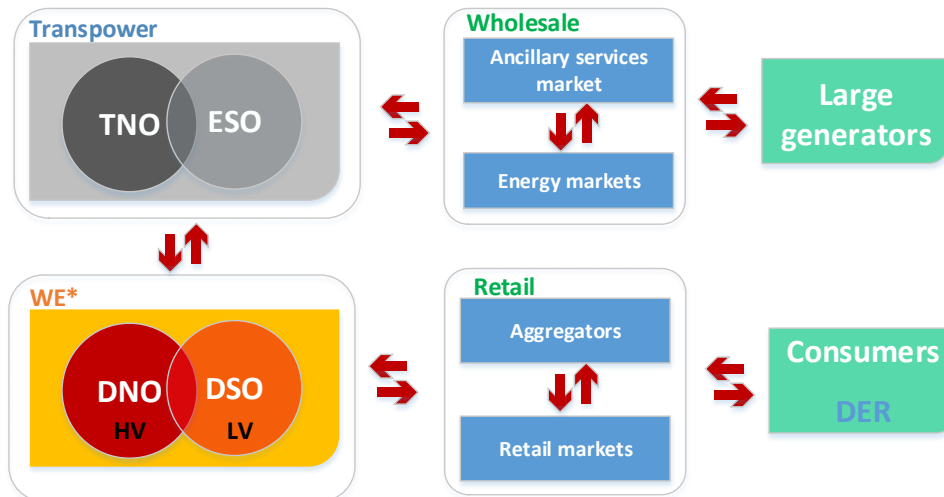 Transpower
TNO
ESO
Wholesale
Ancillary services
market
Energy markets
Large
generators
WE*
DNO
HV
DSO
LV
Retail
Aggregators
Retail markets
Consumers
DER